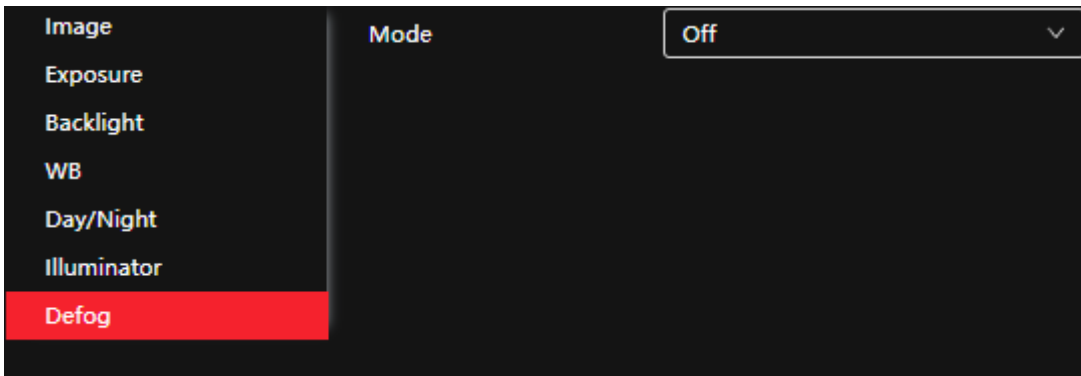 Image
Mode
Off
Exposure
Backlight
WB
Day/Night
Illuminator
Defog